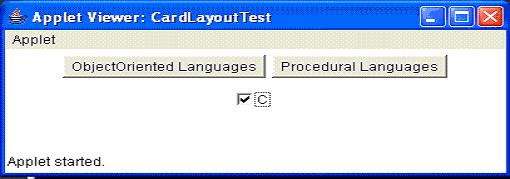 Applet Viewer: CardLayoutTest
Applet
ObjectOriented Languages Procedural Languages
C
Applet started.